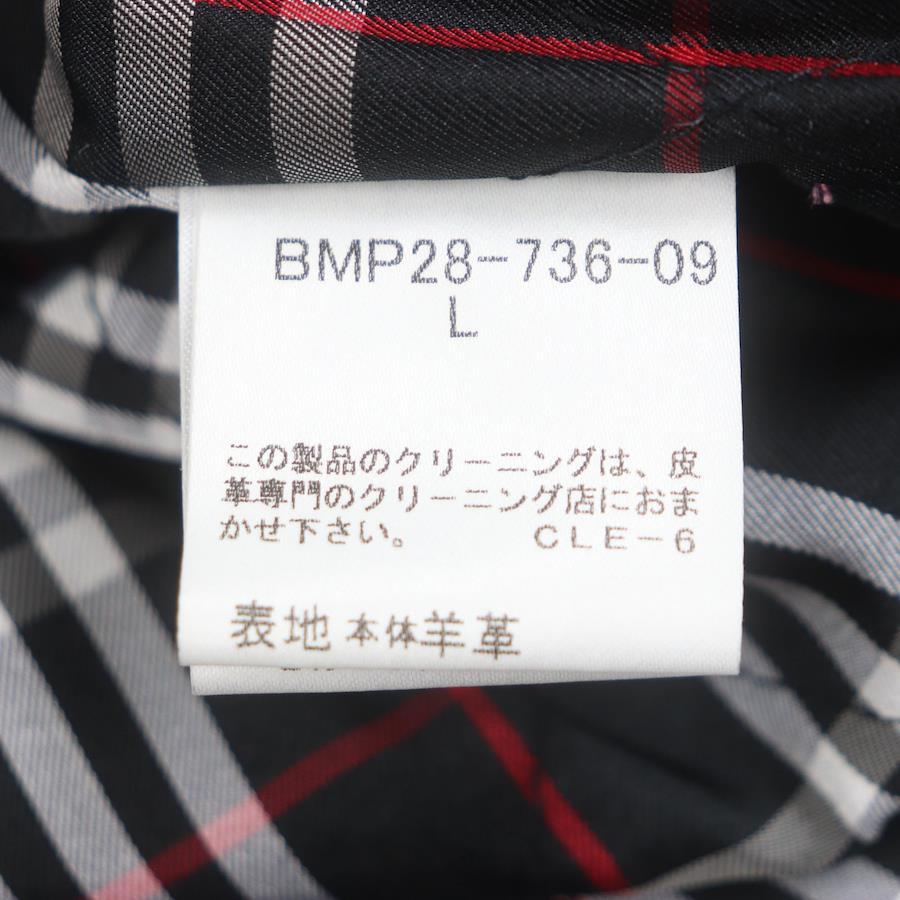 BMP28-736-09
L
この製品のクリーニングは、皮
革専門のクリーニング店におま
かせ下さい。 CLE-6
表地 本体羊革